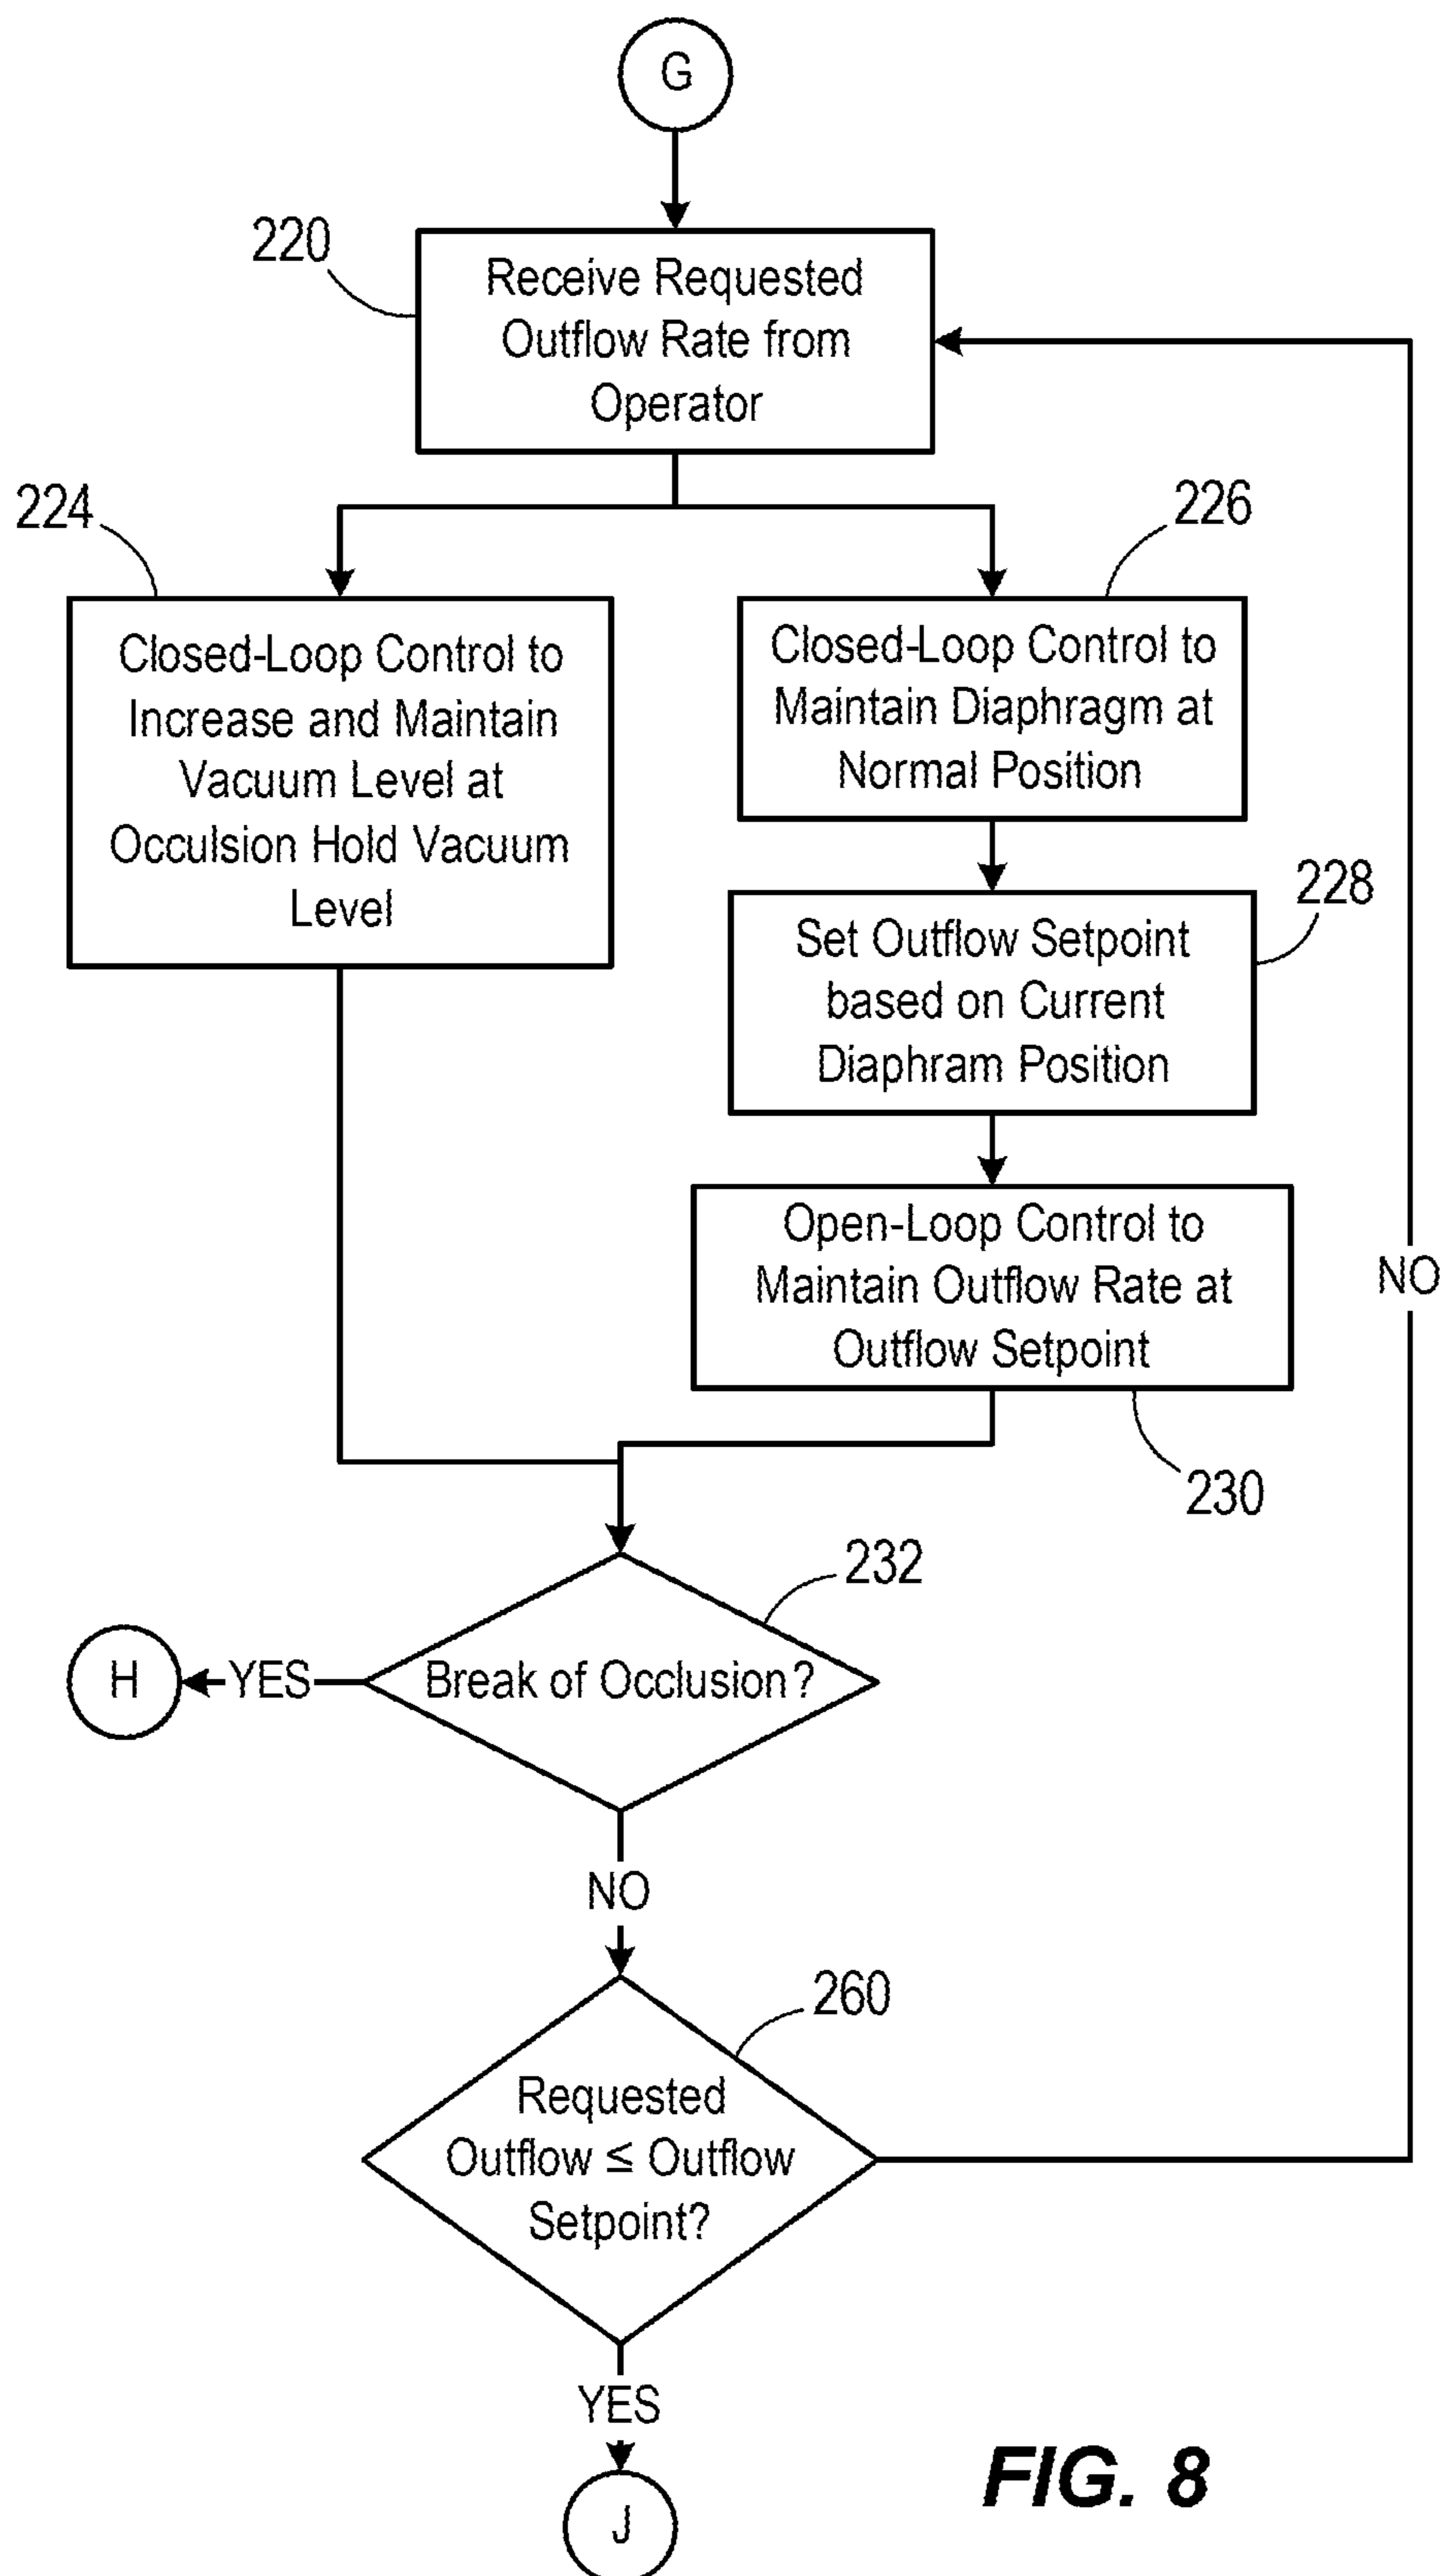 G
220
Receive Requested
Outflow Rate from
Operator
224
226
Closed-Loop Control to
Increase and Maintain
Vacuum Level at
Occulsion Hold Vacuum
Level
Closed-Loop Control to
Maintain Diaphragm at
Normal Position
228
Set Outflow Setpoint
based on Current
Diaphram Position
Open-Loop Control to
Maintain Outflow Rate at
Outflow Setpoint
NO
230
232
H
YES
Break of Occlusion?
NO
260
Requested
Outflow ≤ Outflow
Setpoint?
YES
J
FIG. 8